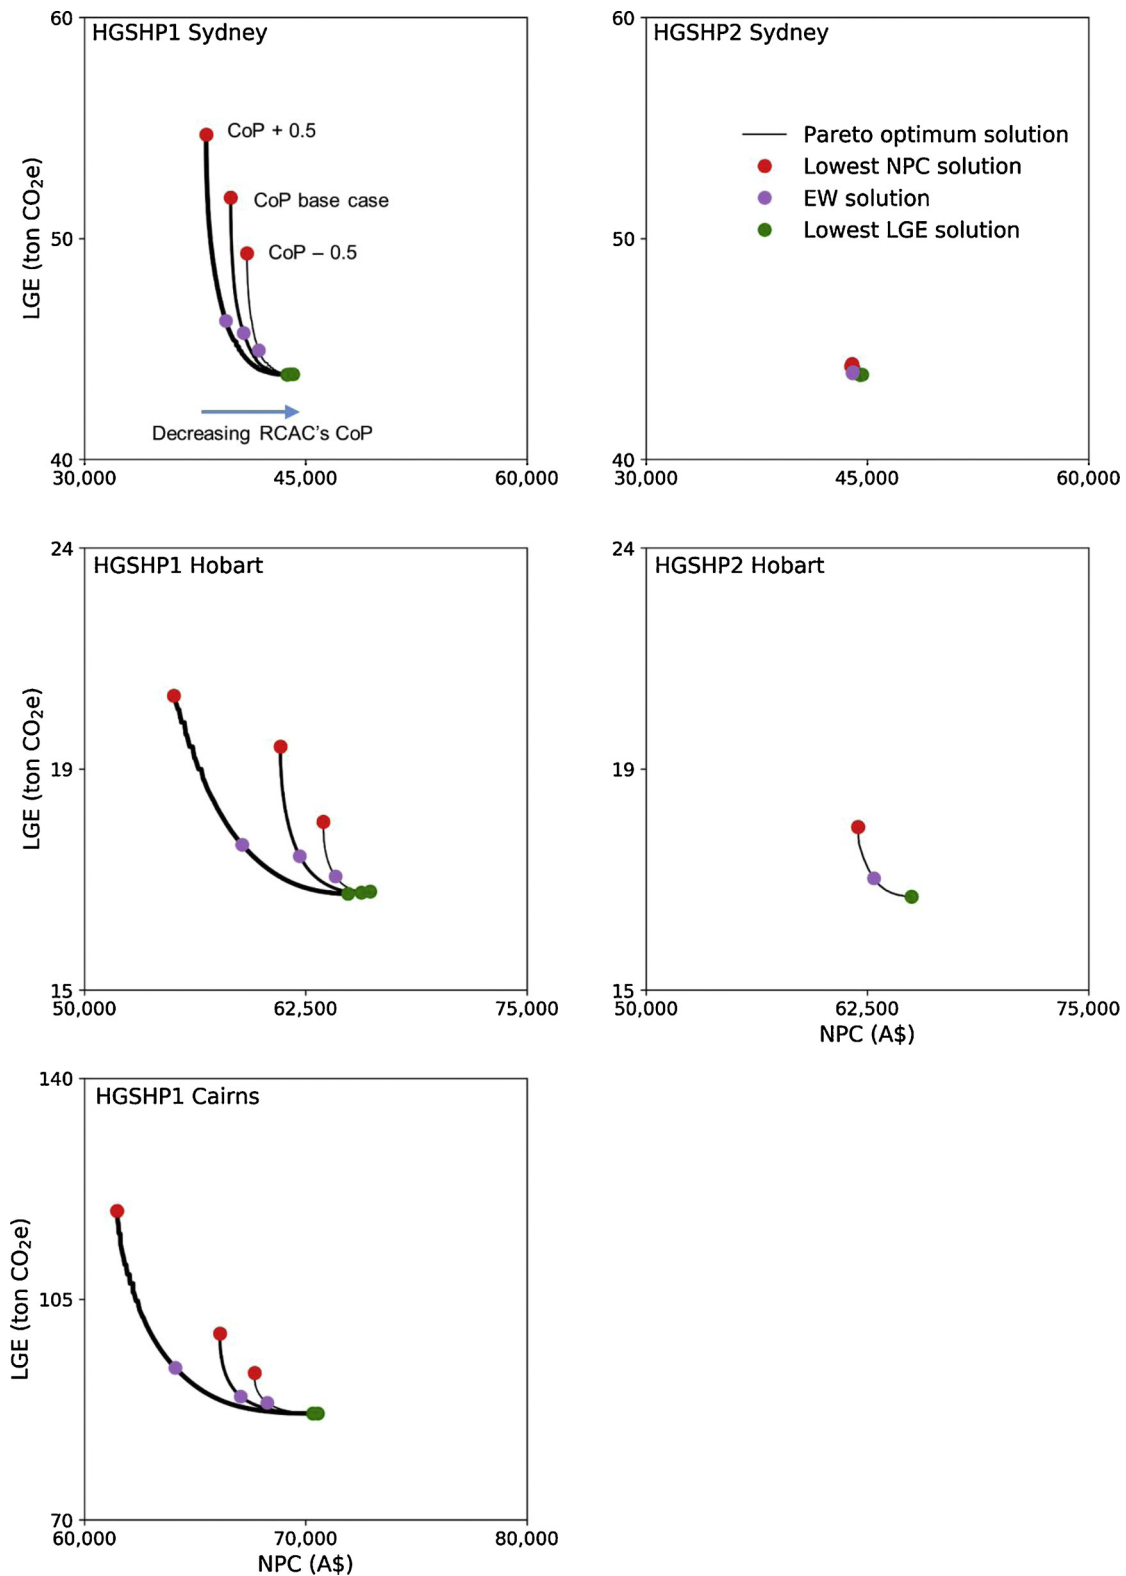 60
HGSHP1 Sydney
CoP + 0.5
CoP base case
50
CoP – 0.5
LGE (ton CO₂e)
Decreasing RCAC's CoP
40
30,000 45,000 60,000
60
HGSHP2 Sydney
Pareto optimum solution
Lowest NPC solution
EW solution
Lowest LGE solution
50
40
30,000 45,000 60,000
24
HGSHP1 Hobart
LGE (ton CO₂e)
19
15
50,000 62,500 75,000
24
HGSHP2 Hobart
19
15
50,000 62,500 75,000
NPC (A$)
140
HGSHP1 Cairns
LGE (ton CO₂e)
105
70
60,000 70,000 80,000
NPC (A$)